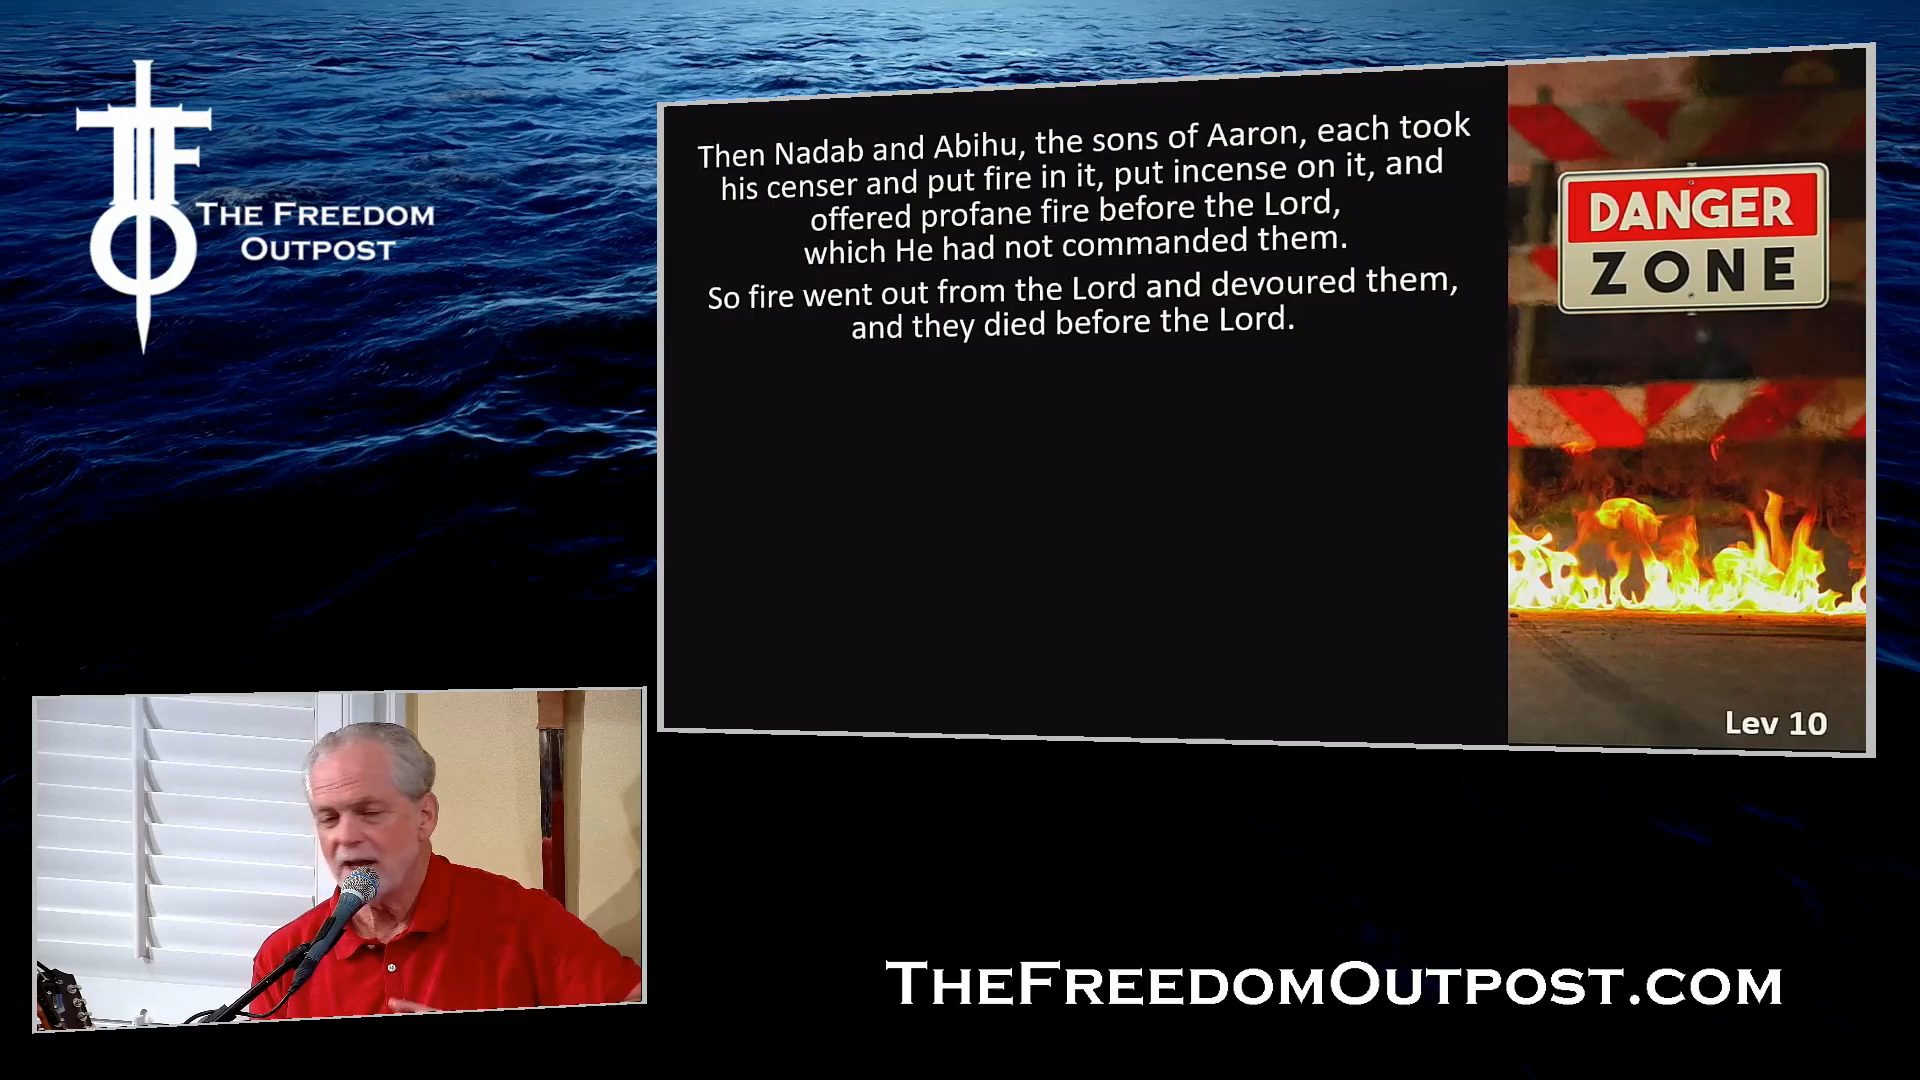 THE FREEDOM
OUTPOST
Then Nadab and Abihu, the sons of Aaron, each took
his censer and put fire in it, put incense on it, and
offered profane fire before the Lord,
which He had not commanded them.
So fire went out from the Lord and devoured them,
and they died before the Lord.
DANGER
ZONE
Lev 10
THEFREEDOMOUTPOST.COM